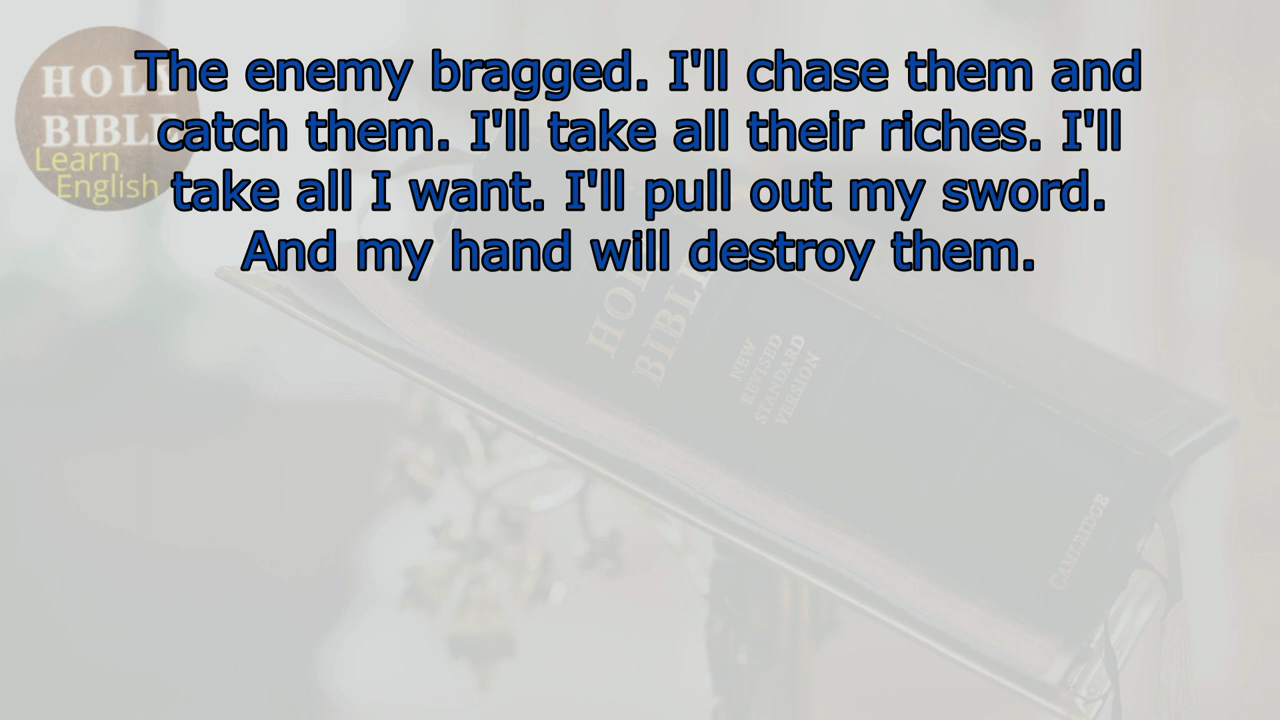 HOLY
BIBLE
Learn
English
The enemy bragged. I'll chase them and
catch them. I'll take all their riches. I'll
take all I want. I'll pull out my sword.
And my hand will destroy them.
HOLY
BIBLE
NEW
REVISED
STANDARD
VERSION
CAMBRIDGE